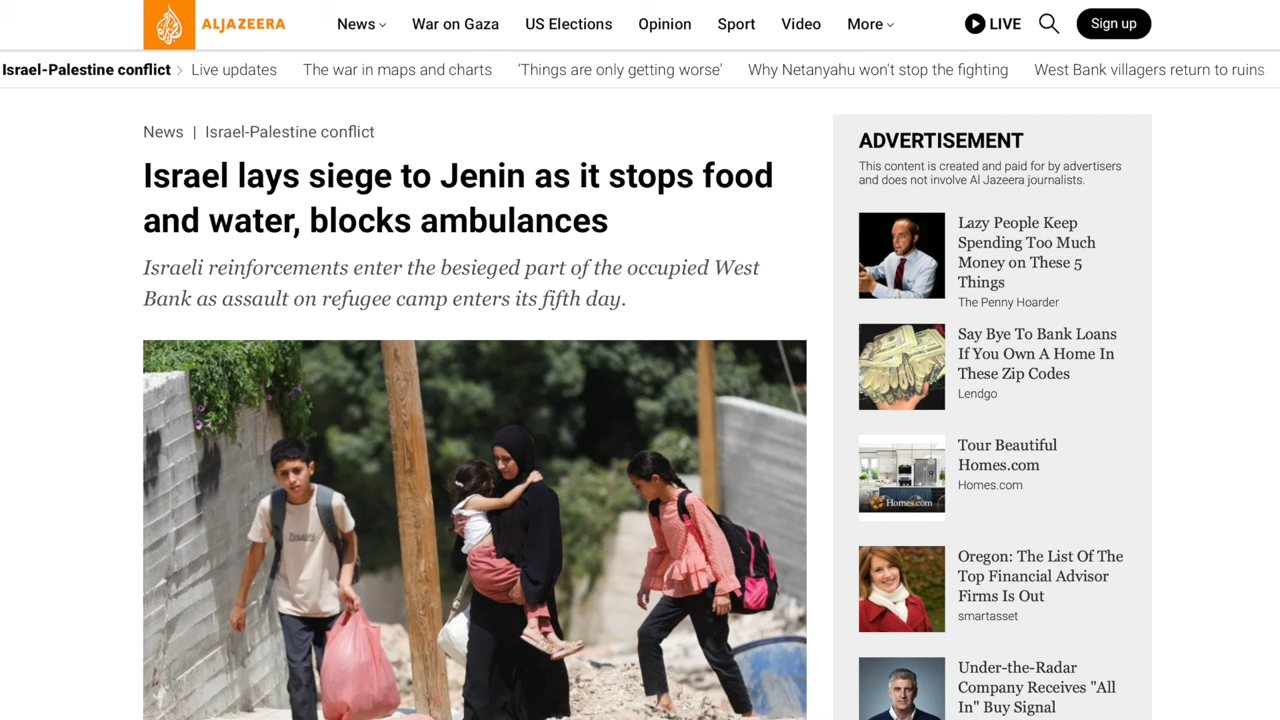 ALJAZEERA
News
War on Gaza
US Elections
Opinion
Sport
Video
More
LIVE
Sign up
Israel-Palestine conflict
Live updates
The war in maps and charts
‘Things are only getting worse’
Why Netanyahu won't stop the fighting
West Bank villagers return to ruins
News | Israel-Palestine conflict
Israel lays siege to Jenin as it stops food
and water, blocks ambulances
Israeli reinforcements enter the besieged part of the occupied West
Bank as assault on refugee camp enters its fifth day.
ADVERTISEMENT
This content is created and paid for by advertisers
and does not involve Al Jazeera journalists.
Lazy People Keep
Spending Too Much
Money on These 5
Things
The Penny Hoarder
Say Bye To Bank Loans
If You Own A Home In
These Zip Codes
Lendgo
Tour Beautiful
Homes.com
Homes.com
Homes.com
Oregon: The List Of The
Top Financial Advisor
Firms Is Out
smartasset
Under-the-Radar
Company Receives "All
In" Buy Signal